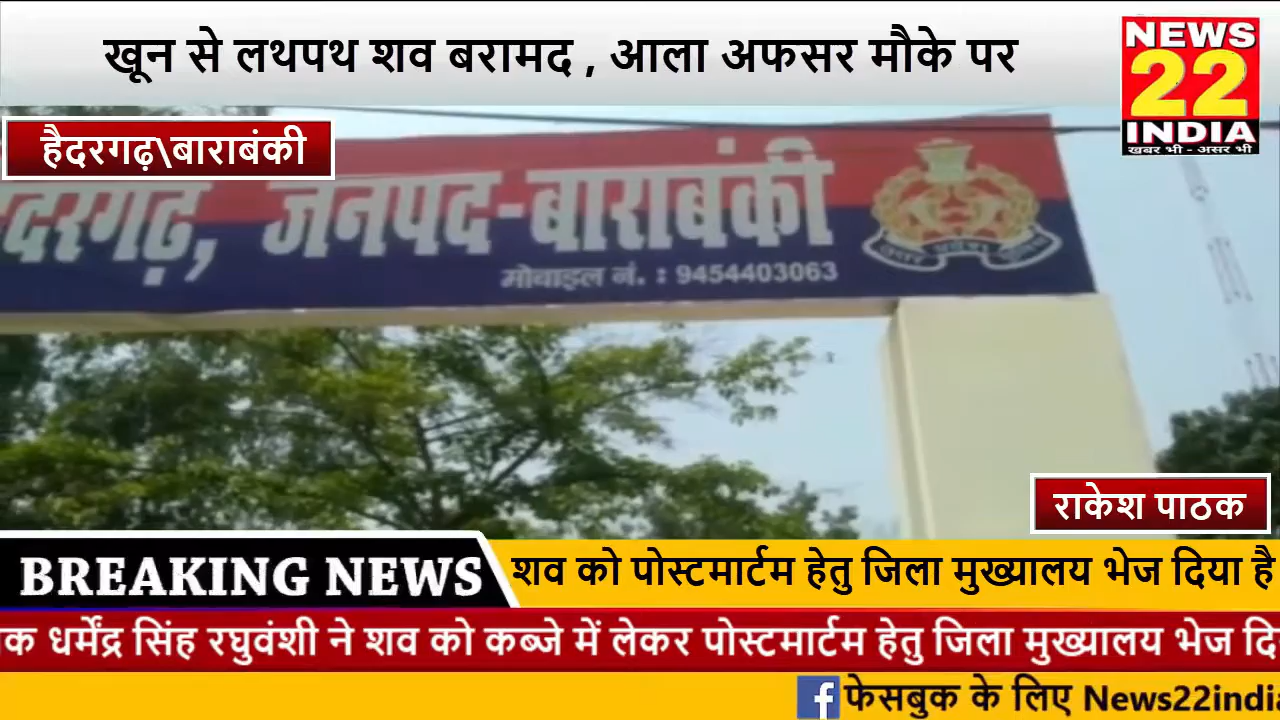 खून से लथपथ शव बरामद , आला अफसर मौके पर
NEWS
22
INDIA
खबर भी - असर भी
हैदरगढ़\बाराबंकी
दरगढ़, जनपद-बाराबंकी
मोबाइल नं. : 9454403063
राकेश पाठक
BREAKING NEWS
शव को पोस्टमार्टम हेतु जिला मुख्यालय भेज दिया है
क धर्मेंद्र सिंह रघुवंशी ने शव को कब्जे में लेकर पोस्टमार्टम हेतु जिला मुख्यालय भेज दि
फेसबुक के लिए News22india